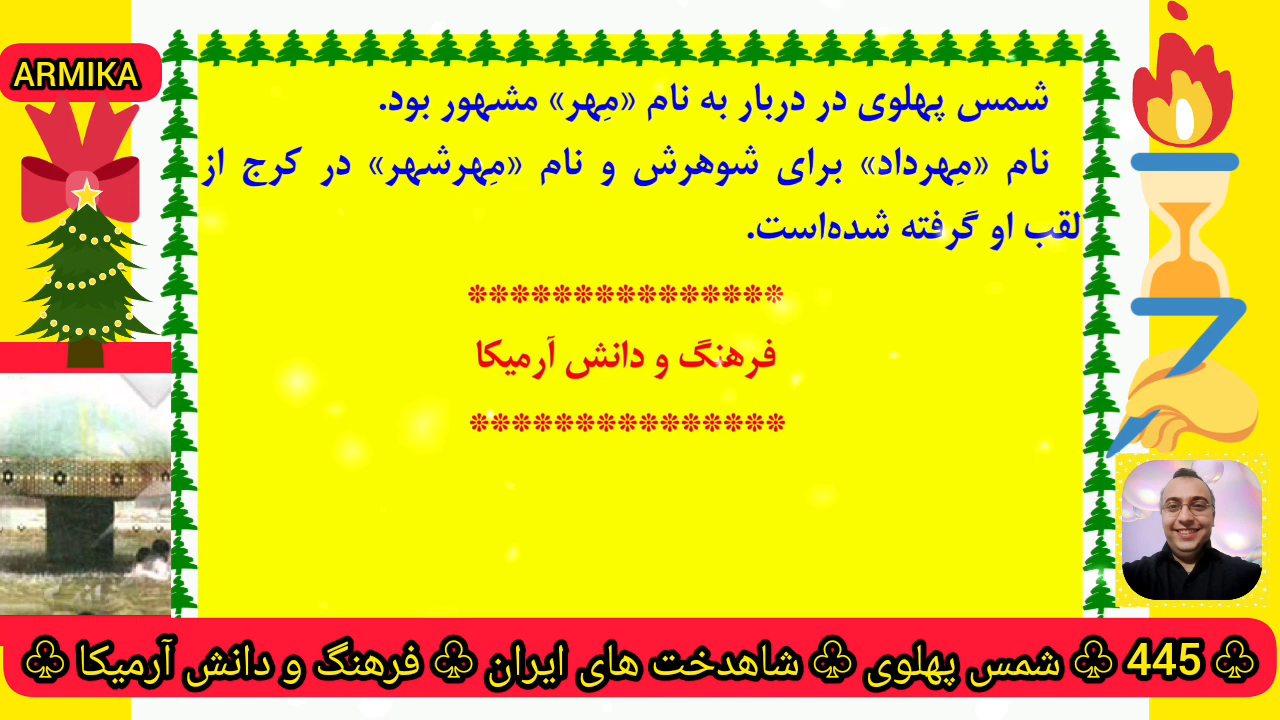 ARMIKA
شمس پهلوی در دربار به نام «مِهر» مشهور بود.
نام «مِهرداد» برای شوهرش و نام «مِهرشهر» در کرج از
لقب او گرفته شده‌است.
***************
فرهنگ و دانش آرمیکا
***************
♧ 445 ♧ شمس پهلوی ♧ شاهدخت های ایران ♧ فرهنگ و دانش آرمیکا ♧